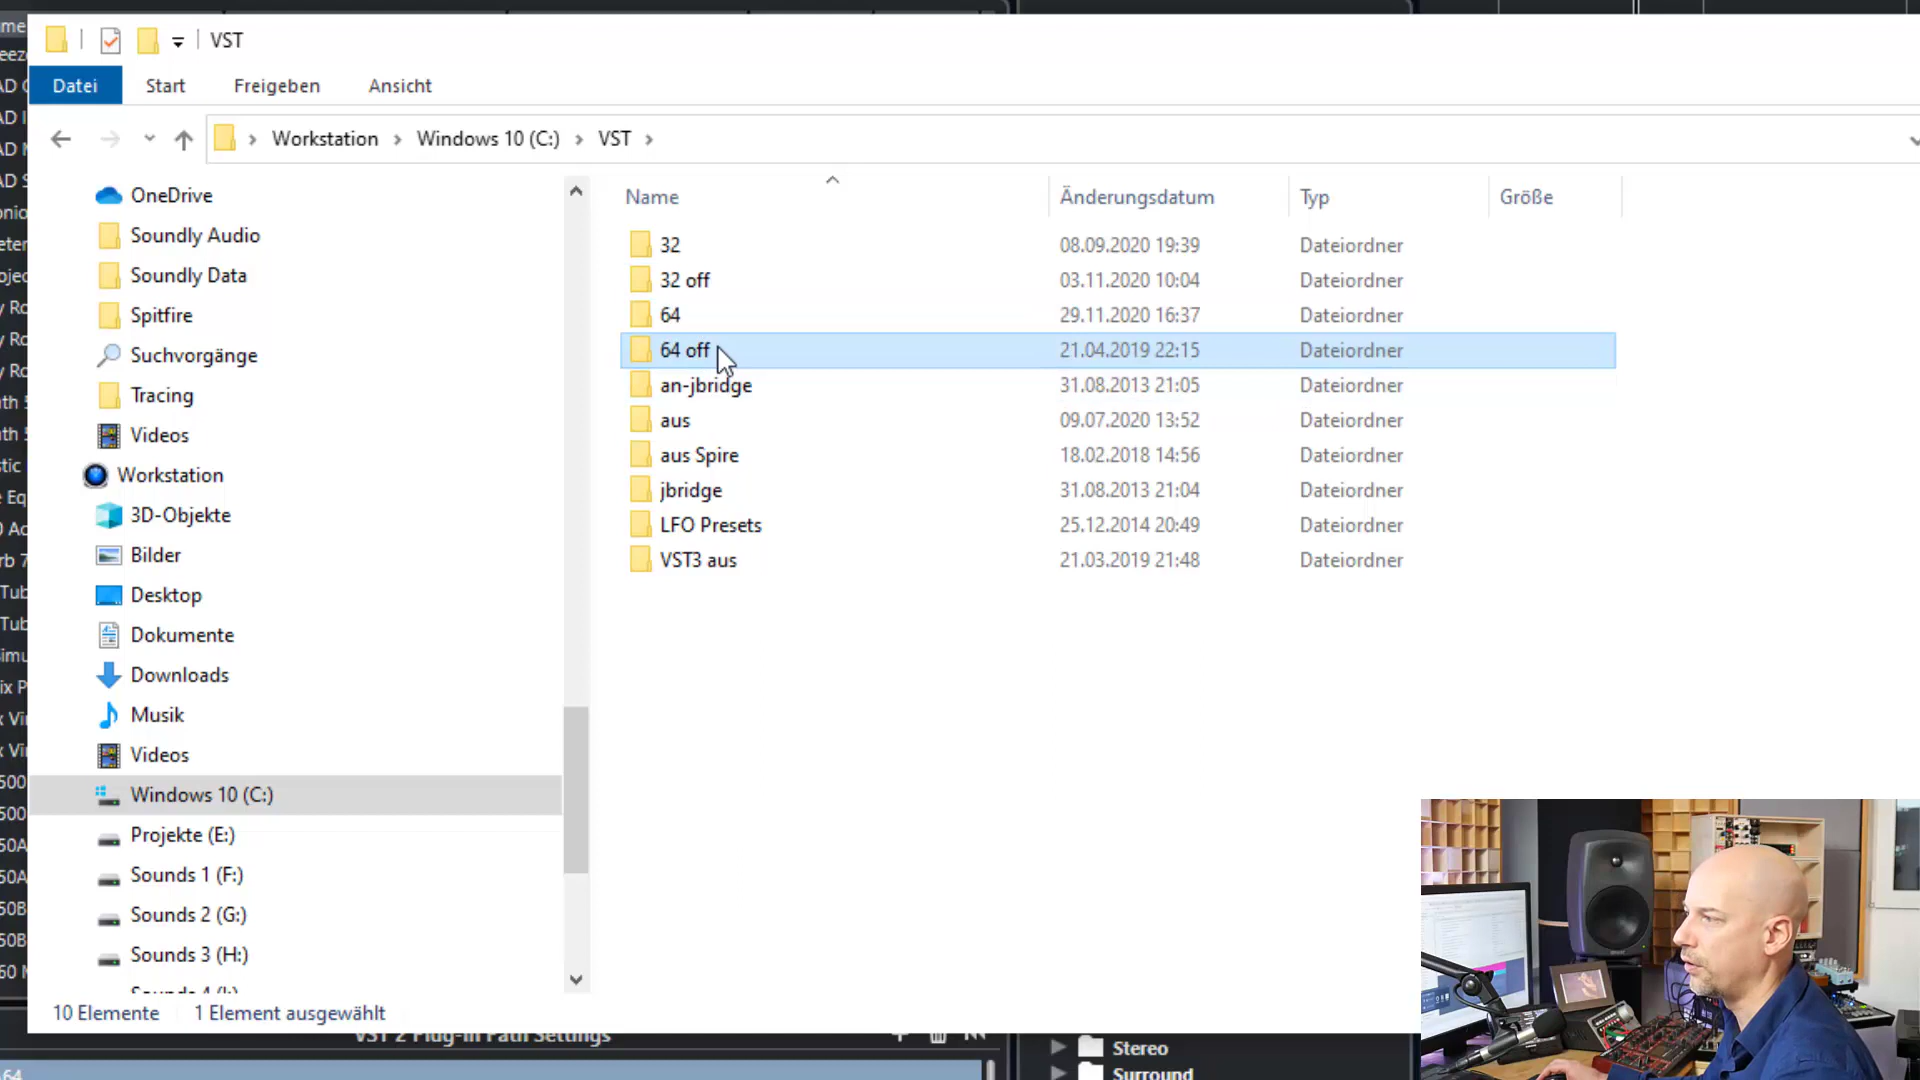 VST
Datei Start Freigeben Ansicht
Workstation Windows 10 (C:) VST
OneDrive
Soundly Audio
Soundly Data
Spitfire
Suchvorgänge
Tracing
Videos
Workstation
3D-Objekte
Bilder
Desktop
Dokumente
Downloads
Musik
Videos
Windows 10 (C:)
Projekte (E:)
Sounds 1 (F:)
Sounds 2 (G:)
Sounds 3 (H:)
Name Änderungsdatum Typ Größe
32 08.09.2020 19:39 Dateiordner
32 off 03.11.2020 10:04 Dateiordner
64 29.11.2020 16:37 Dateiordner
64 off 21.04.2019 22:15 Dateiordner
an-jbridge 31.08.2013 21:05 Dateiordner
aus 09.07.2020 13:52 Dateiordner
aus Spire 18.02.2018 14:56 Dateiordner
jbridge 31.08.2013 21:04 Dateiordner
LFO Presets 25.12.2014 20:49 Dateiordner
VST3 aus 21.03.2019 21:48 Dateiordner
10 Elemente 1 Element ausgewählt
VST 2 Plug-in Path Settings
Stereo
Surround